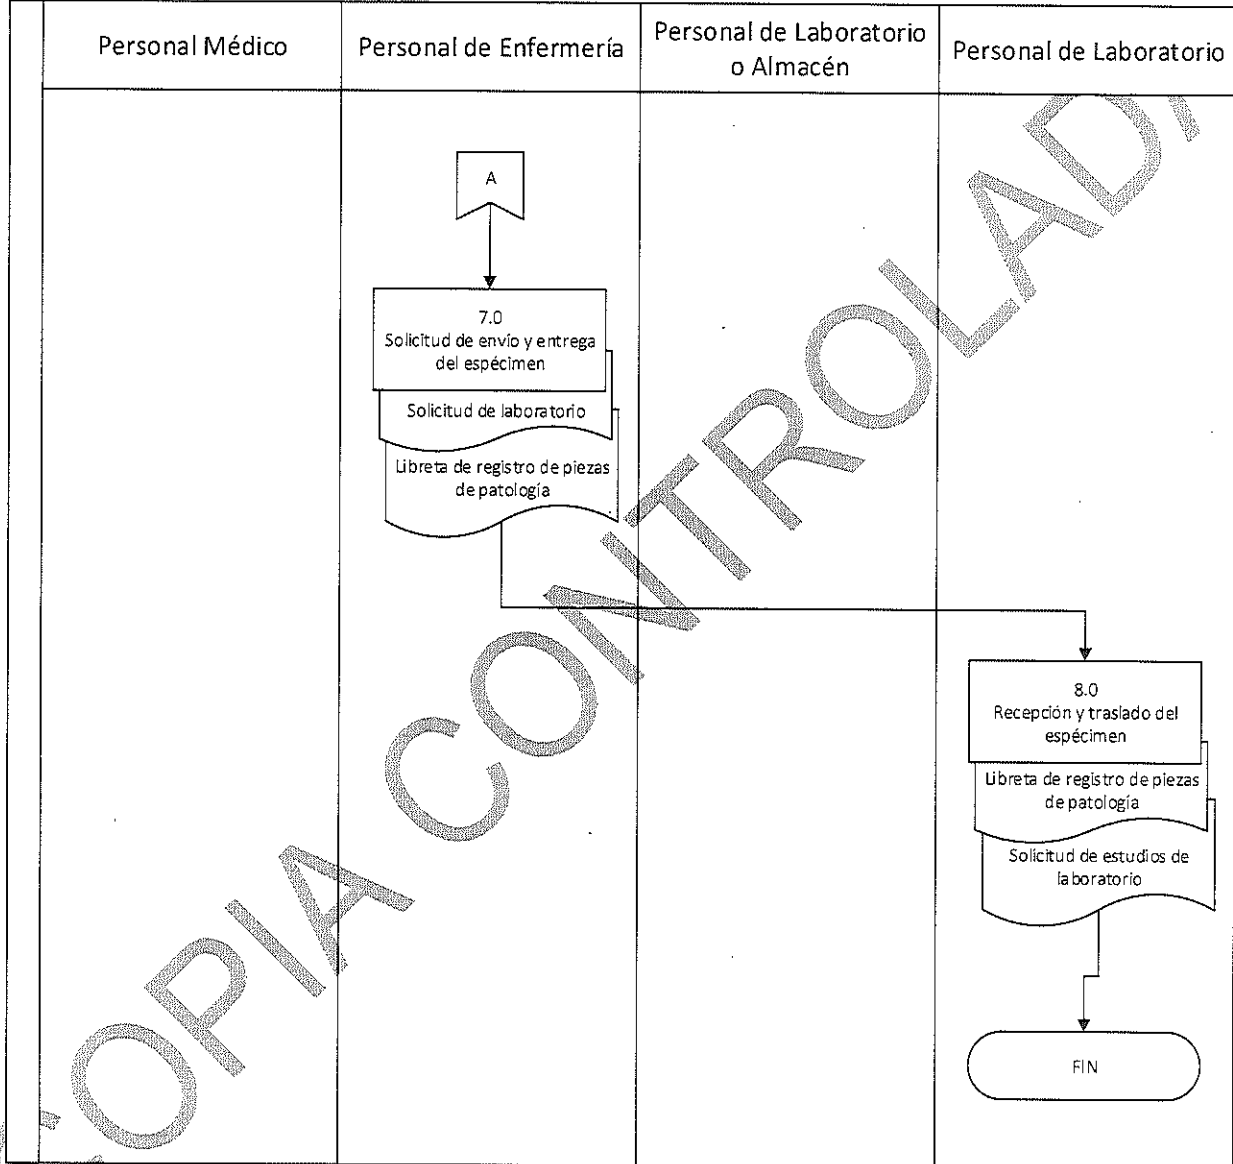 Personal Médico
Personal de Enfermería
Personal de Laboratorio
o Almacén
Personal de Laboratorio
A
7.0
Solicitud de envío y entrega
del espécimen
Solicitud de laboratorio
Libreta de registro de piezas
de patología
8.0
Recepción y traslado del
espécimen
Libreta de registro de piezas
de patología
Solicitud de estudios de
laboratorio
FIN
COPIA CONTROLADA